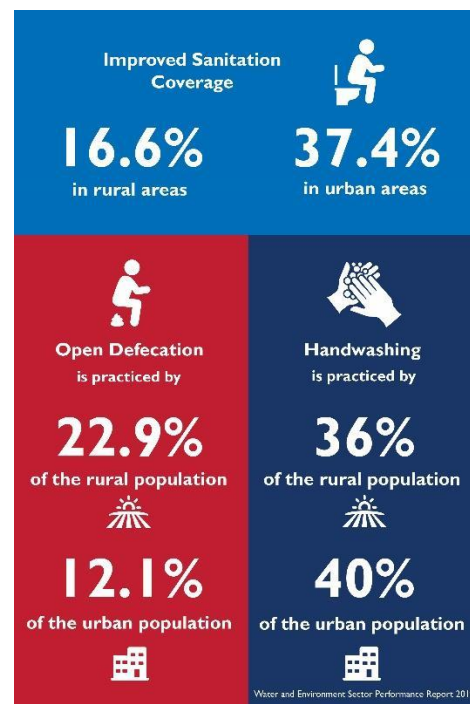 Improved Sanitation
Coverage
16.6%
in rural areas
37.4%
in urban areas
Open Defecation
is practiced by
22.9%
of the rural population
12.1%
of the urban population
Handwashing
is practiced by
36%
of the rural population
40%
of the urban population
Water and Environment Sector Performance Report